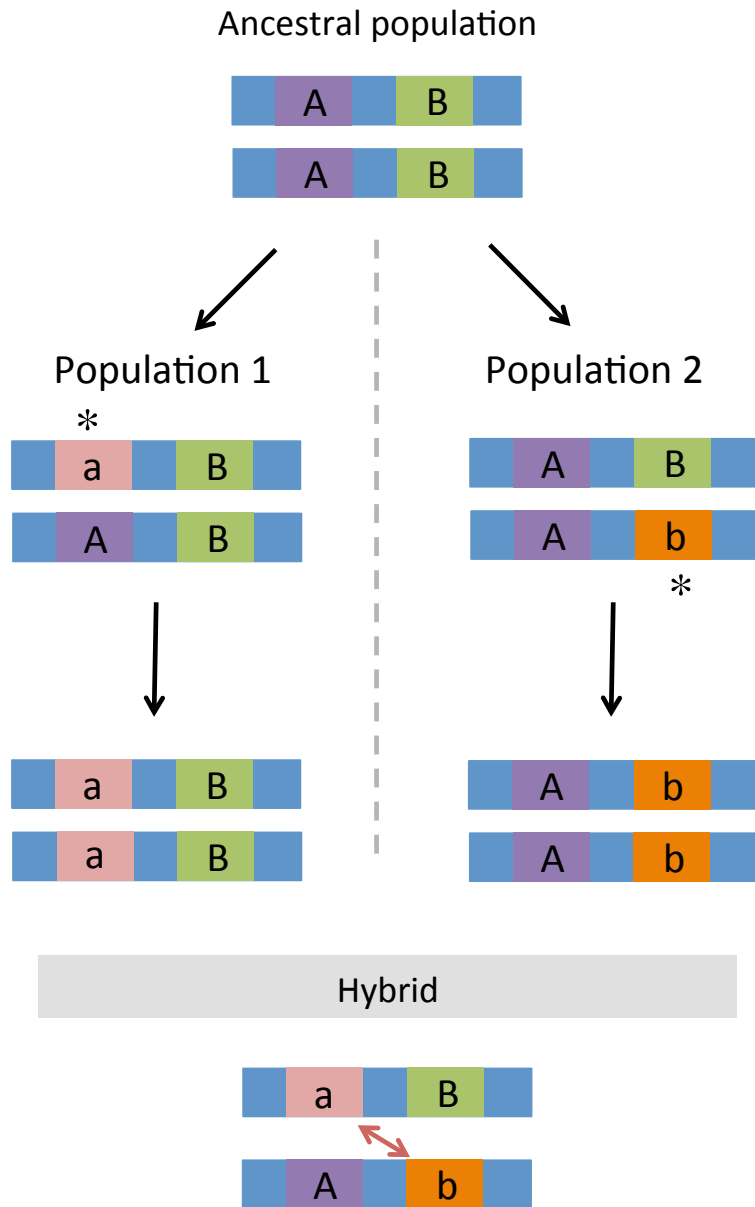 Ancestral population
A B
A B
Population 1 Population 2
*
a B A B
A B A b
*
a B A b
a B A b
Hybrid
a B
A b